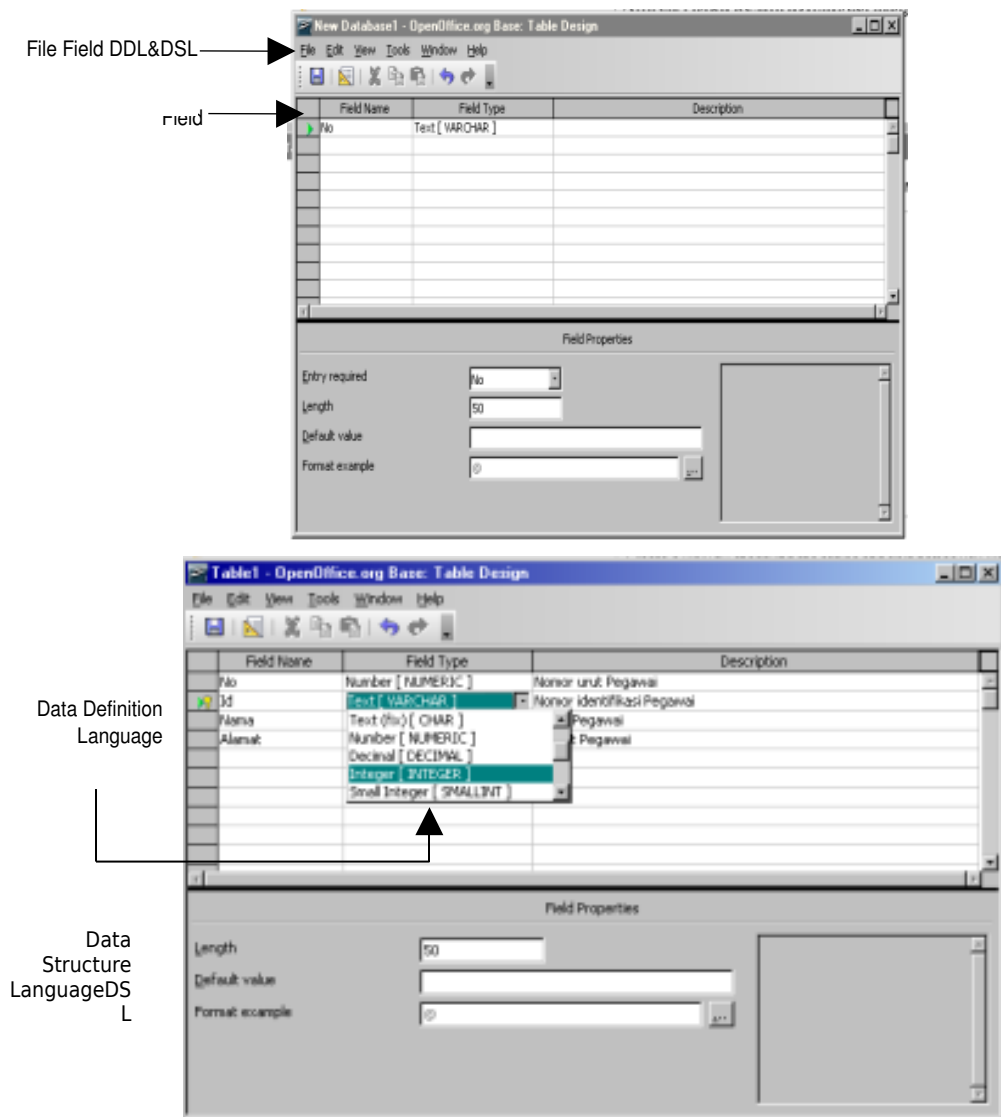 New Database1 - OpenOffice.org Base: Table Design
File Field DDL&DSL
File Edit View Tools Window Help
Field
Field Name Field Type Description
No Text [ VARCHAR ]
Field Properties
Entry required No
Length 50
Default value
Format example @ ...
Table1 - OpenOffice.org Base: Table Design
File Edit View Tools Window Help
Field Name Field Type Description
No Number [ NUMERIC ] Nomor urut Pegawai
Id Text [ VARCHAR ] Nomor identifikasi Pegawai
Nama Text (fix) [ CHAR ] Pegawai
Alamat Number [ NUMERIC ] t Pegawai
Decimal [ DECIMAL ]
Integer [ INTEGER ]
Small Integer [ SMALLINT ]
Data Definition
Language
Field Properties
Data
Structure
LanguageDS
L
Length 50
Default value
Format example @ ...